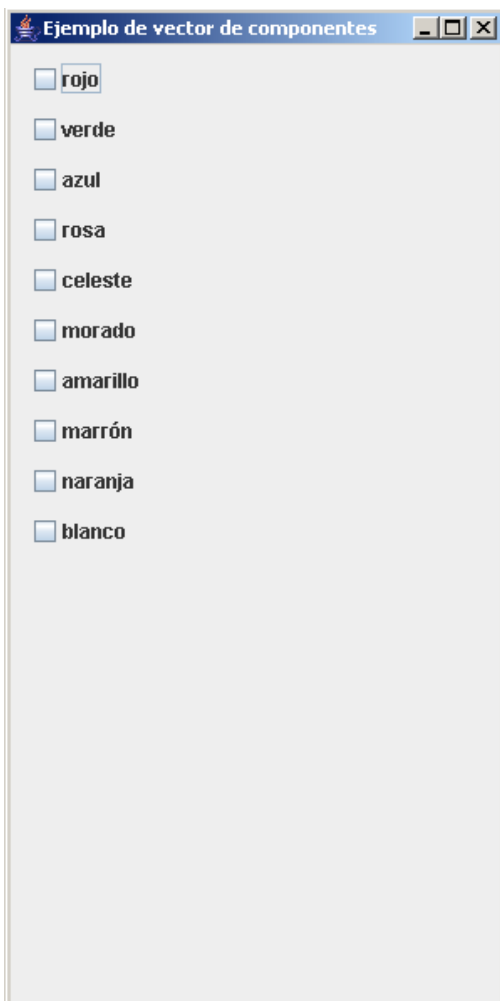 Ejemplo de vector de componentes
rojo
verde
azul
rosa
celeste
morado
amarillo
marrón
naranja
blanco